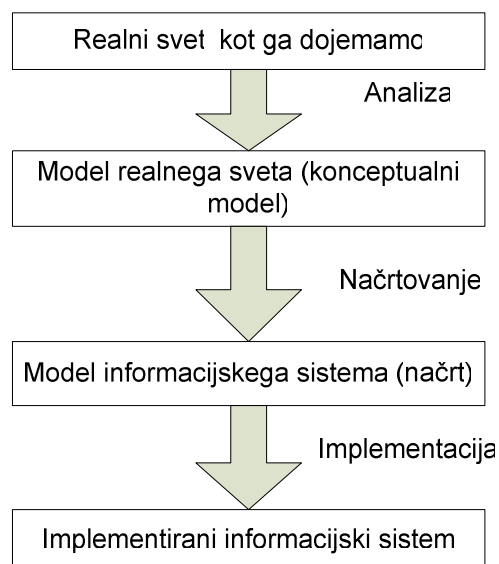 Realni svet kot ga dojemamo
Analiza
Model realnega sveta (konceptualni
model)
Načrtovanje
Model informacijskega sistema (načrt)
Implementacija
Implementirani informacijski sistem